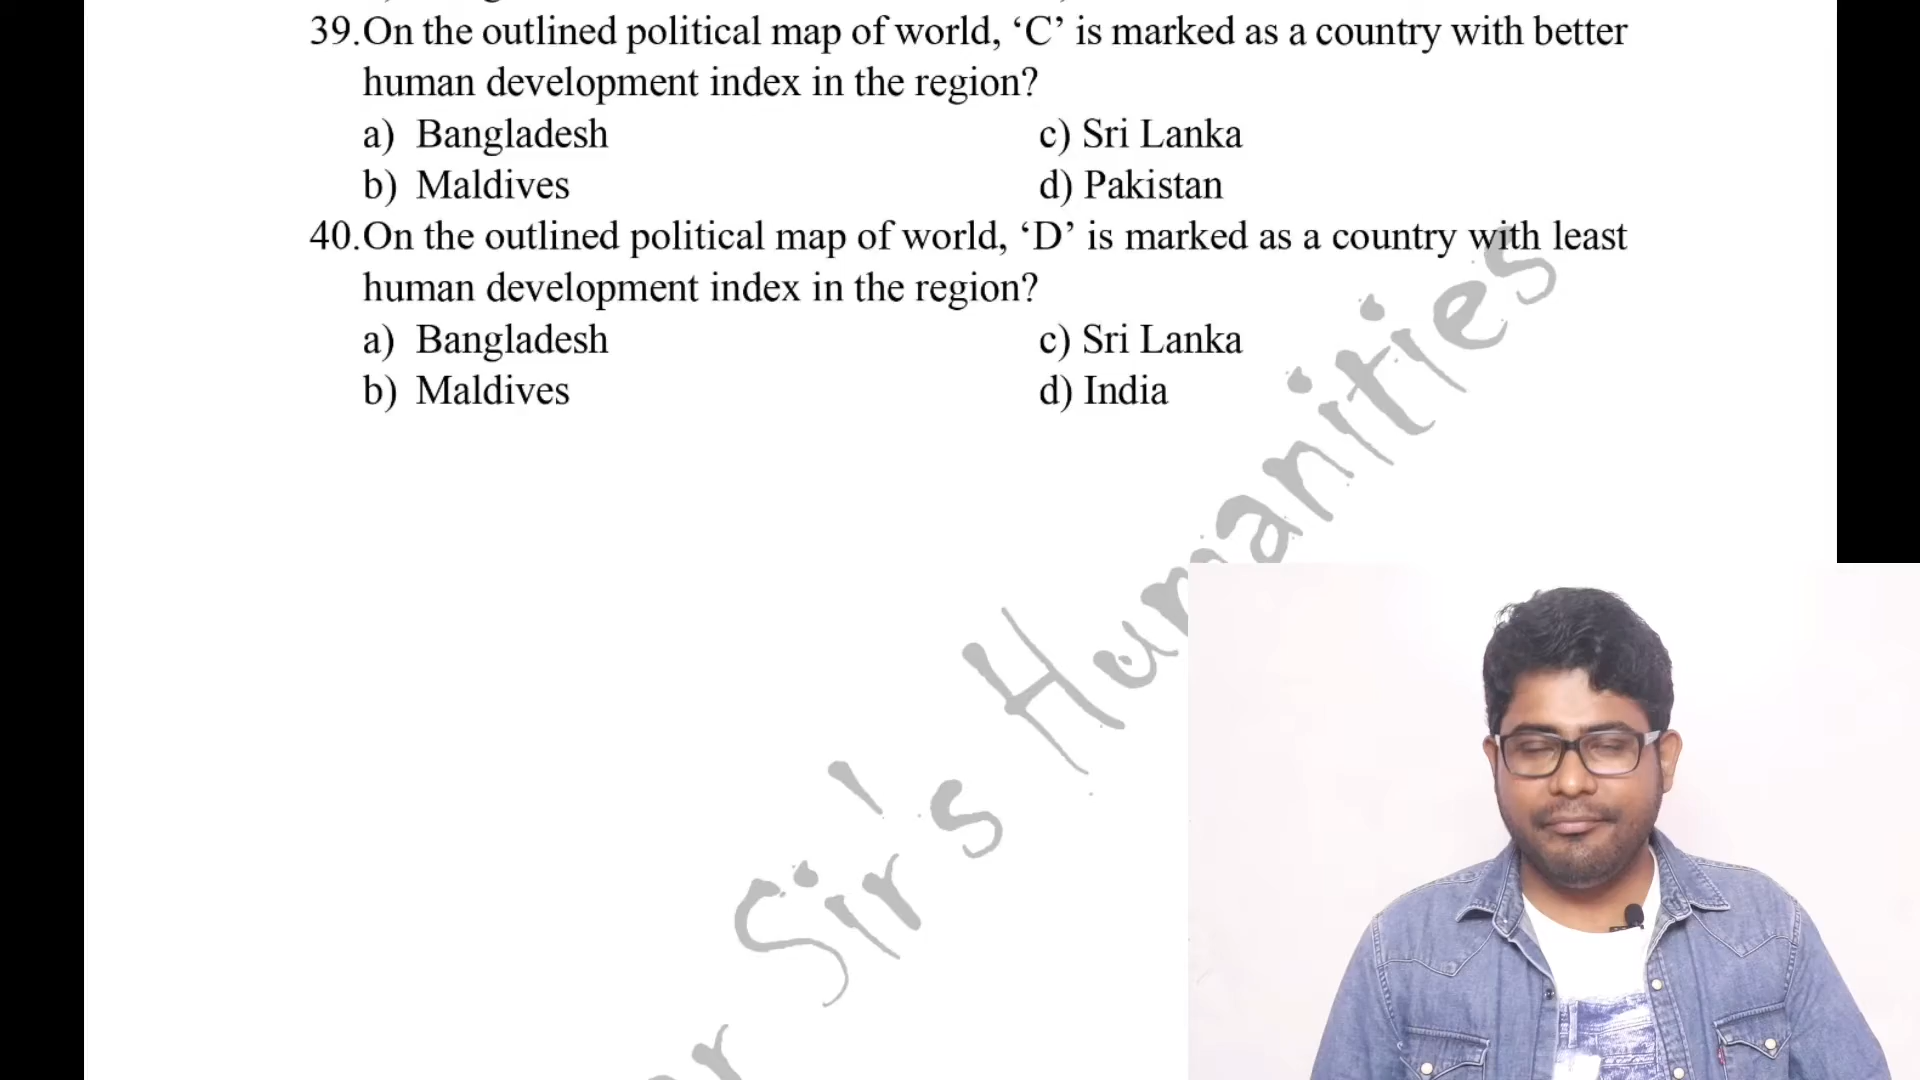 39.On the outlined political map of world, ‘C’ is marked as a country with better
human development index in the region?
a) Bangladesh
c) Sri Lanka
b) Maldives
d) Pakistan
40.On the outlined political map of world, ‘D’ is marked as a country with least
human development index in the region?
a) Bangladesh
c) Sri Lanka
b) Maldives
d) India
Sir's Humanities